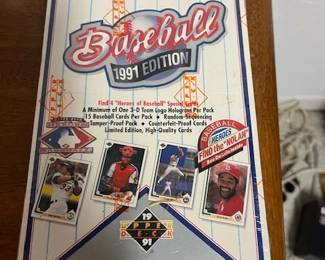 Baseball
1991 EDITION
Find 4 "Heroes of Baseball" Special Cards
A Minimum of One 3-D Team Logo Hologram Per Pack
15 Baseball Cards Per Pack • Random Sequencing
Tamper-Proof Pack • Counterfeit-Proof Cards
Limited Edition, High-Quality Cards
BASEBALL
HEROES
FIND the "NOLAN"
19
UPPER
DECK
91